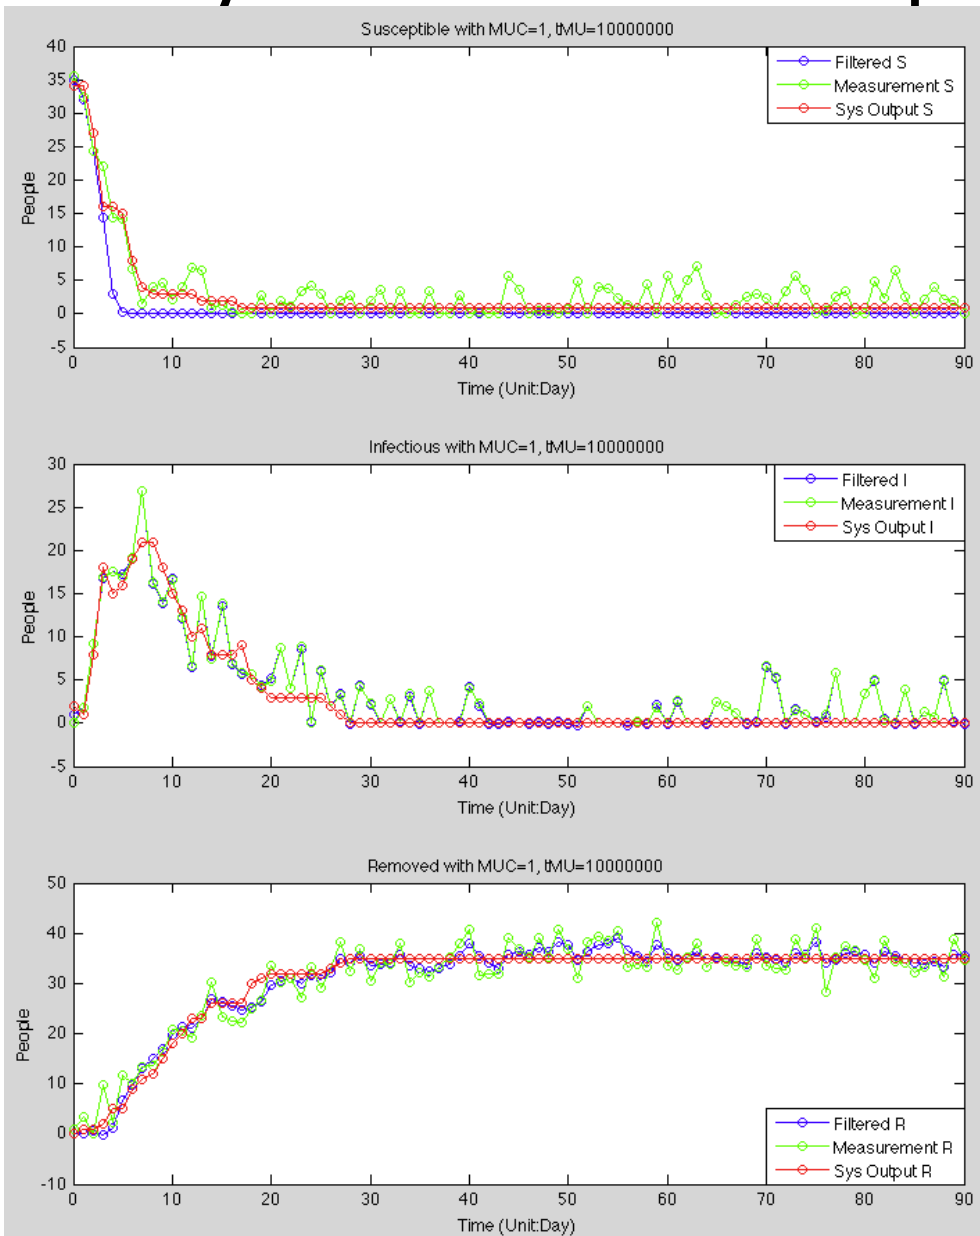 Susceptible with MUC=1, tMU=10000000
40
35
30
25
20
15
10
5
0
-5
People
Filtered S
Measurement S
Sys Output S
0 10 20 30 40 50 60 70 80 90
Time (Unit:Day)
Infectious with MUC=1, tMU=10000000
30
25
20
15
10
5
0
-5
People
Filtered I
Measurement I
Sys Output I
0 10 20 30 40 50 60 70 80 90
Time (Unit:Day)
Removed with MUC=1, tMU=10000000
50
40
30
20
10
0
-10
People
Filtered R
Measurement R
Sys Output R
0 10 20 30 40 50 60 70 80 90
Time (Unit:Day)